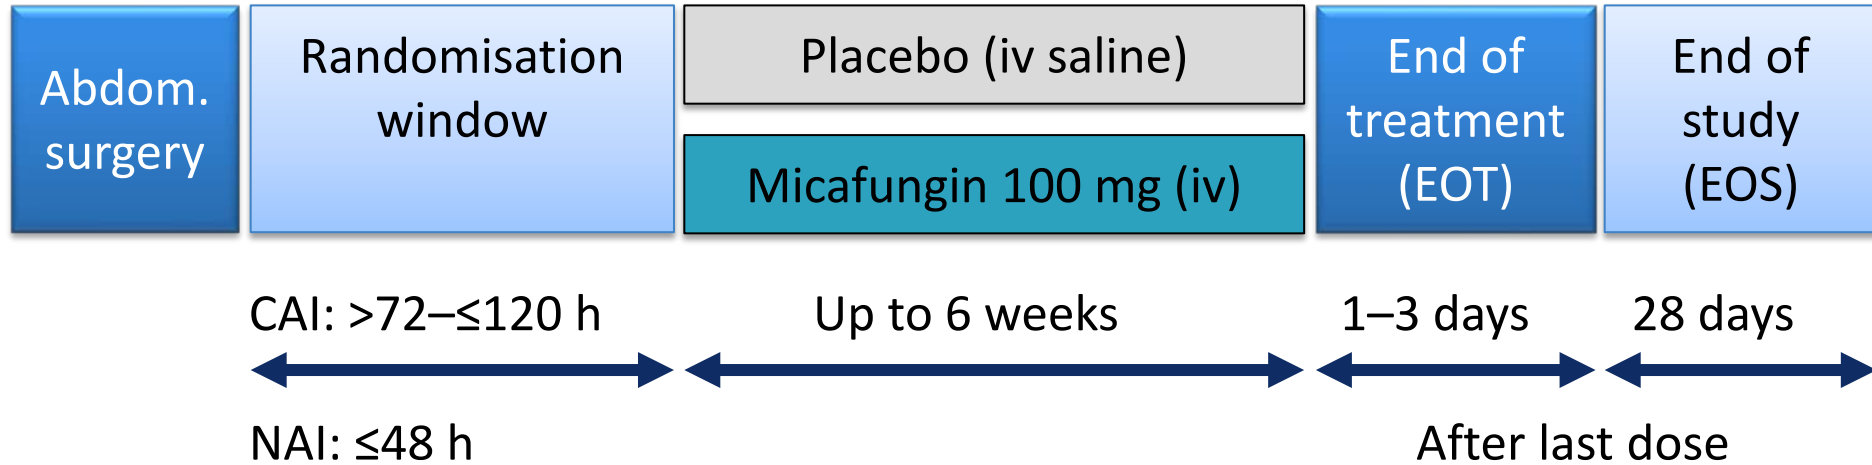 Abdom.
surgery
Randomisation
window
Placebo (iv saline)
Micafungin 100 mg (iv)
End of
treatment
(EOT)
End of
study
(EOS)
CAI: >72–≤120 h
Up to 6 weeks
1–3 days
28 days
NAI: ≤48 h
After last dose